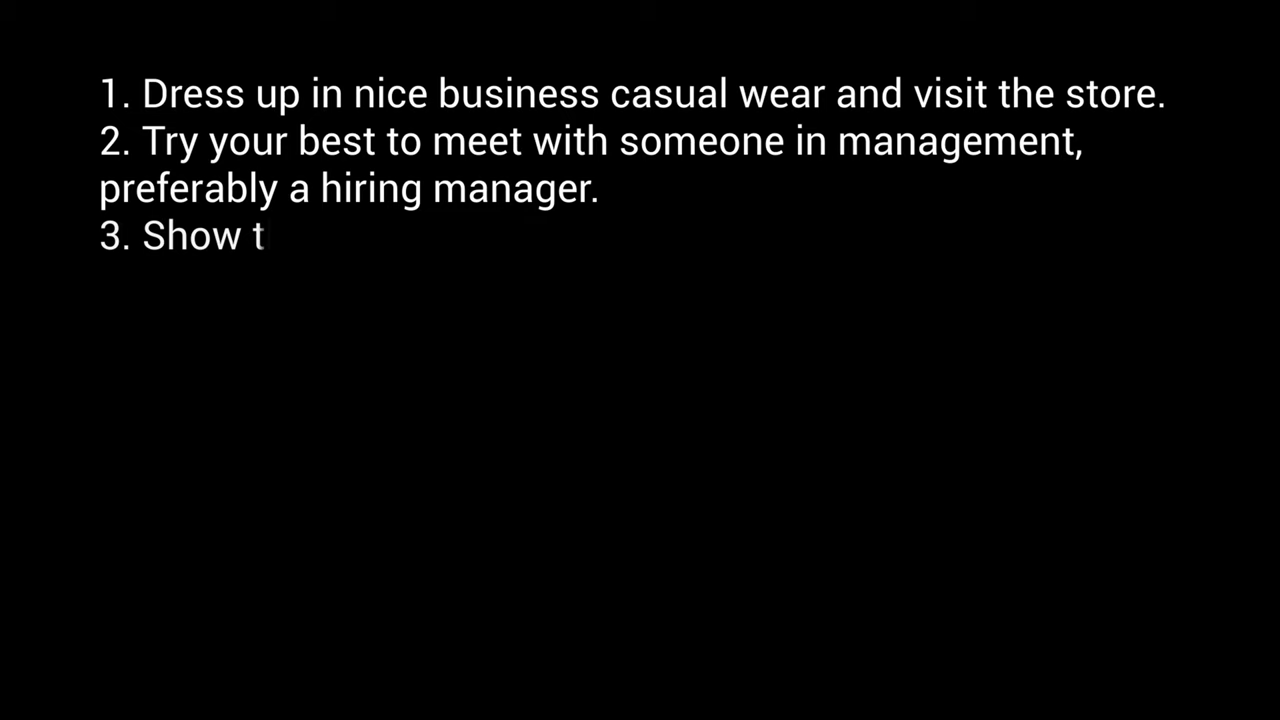 1. Dress up in nice business casual wear and visit the store.
2. Try your best to meet with someone in management,
preferably a hiring manager.
3. Show t